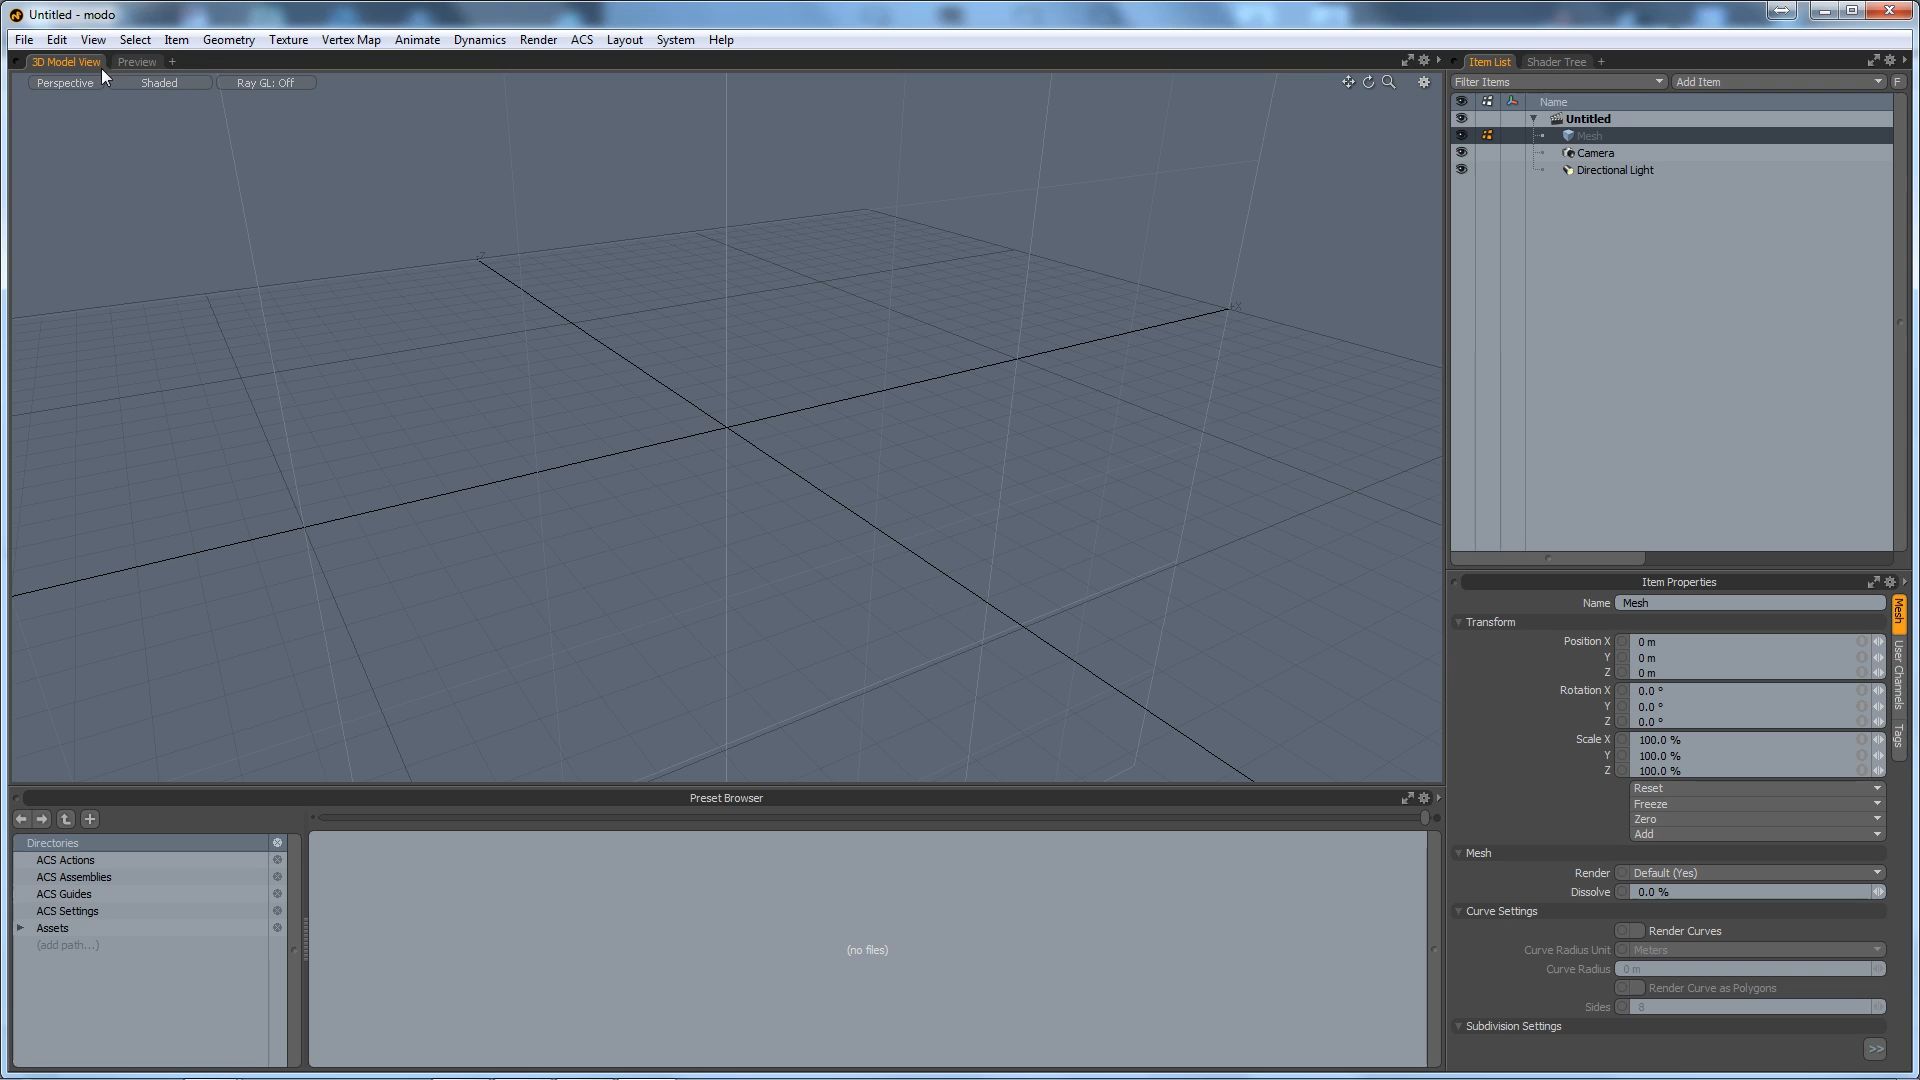 Untitled - modo
File Edit View Select Item Geometry Texture Vertex Map Animate Dynamics Render ACS Layout System Help
3D Model View Preview +
Perspective Shaded Ray GL: Off
Item List Shader Tree +
Filter Items Add Item F
Name
Untitled
Mesh
Camera
Directional Light
Item Properties
Name Mesh
Transform
Position X 0 m
Y 0 m
Z 0 m
Rotation X 0.0 °
Y 0.0 °
Z 0.0 °
Scale X 100.0 %
Y 100.0 %
Z 100.0 %
Reset
Freeze
Zero
Add
Mesh
Render Default (Yes)
Dissolve 0.0 %
Curve Settings
Render Curves
Curve Radius Unit Meters
Curve Radius 0 m
Render Curve as Polygons
Sides 8
Subdivision Settings
>>
Mesh
User Channels
Tags
Preset Browser
Directories
ACS Actions
ACS Assemblies
ACS Guides
ACS Settings
Assets
(add path...)
(no files)